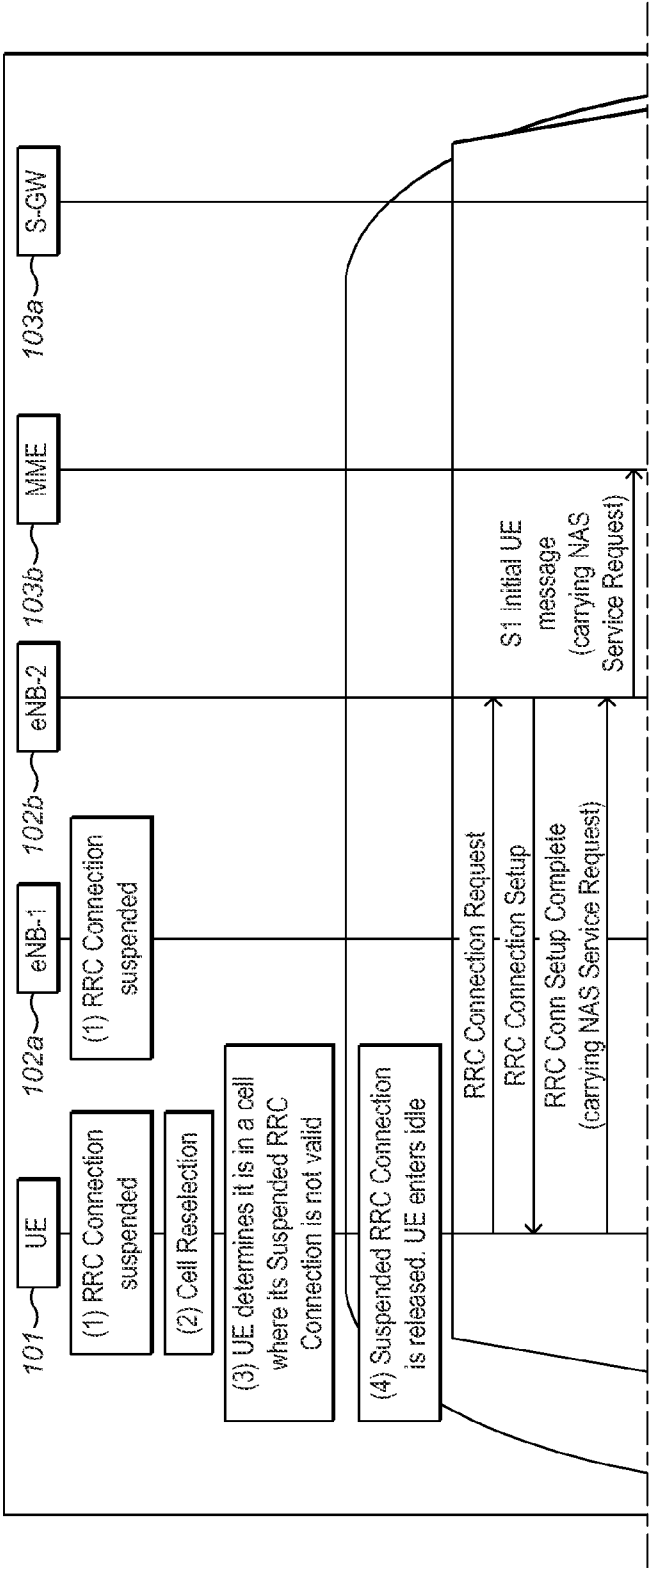 101
UE
102a
eNB-1
102b
eNB-2
103b
MME
103a
S-GW
(1) RRC Connection
suspended
(1) RRC Connection
suspended
(2) Cell Reselection
(3) UE determines it is in a cell
where its Suspended RRC
Connection is not valid
(4) Suspended RRC Connection
is released. UE enters idle
RRC Connection Request
RRC Connection Setup
RRC Conn Setup Complete
(carrying NAS Service Request)
S1 Initial UE
message
(carrying NAS
Service Request)